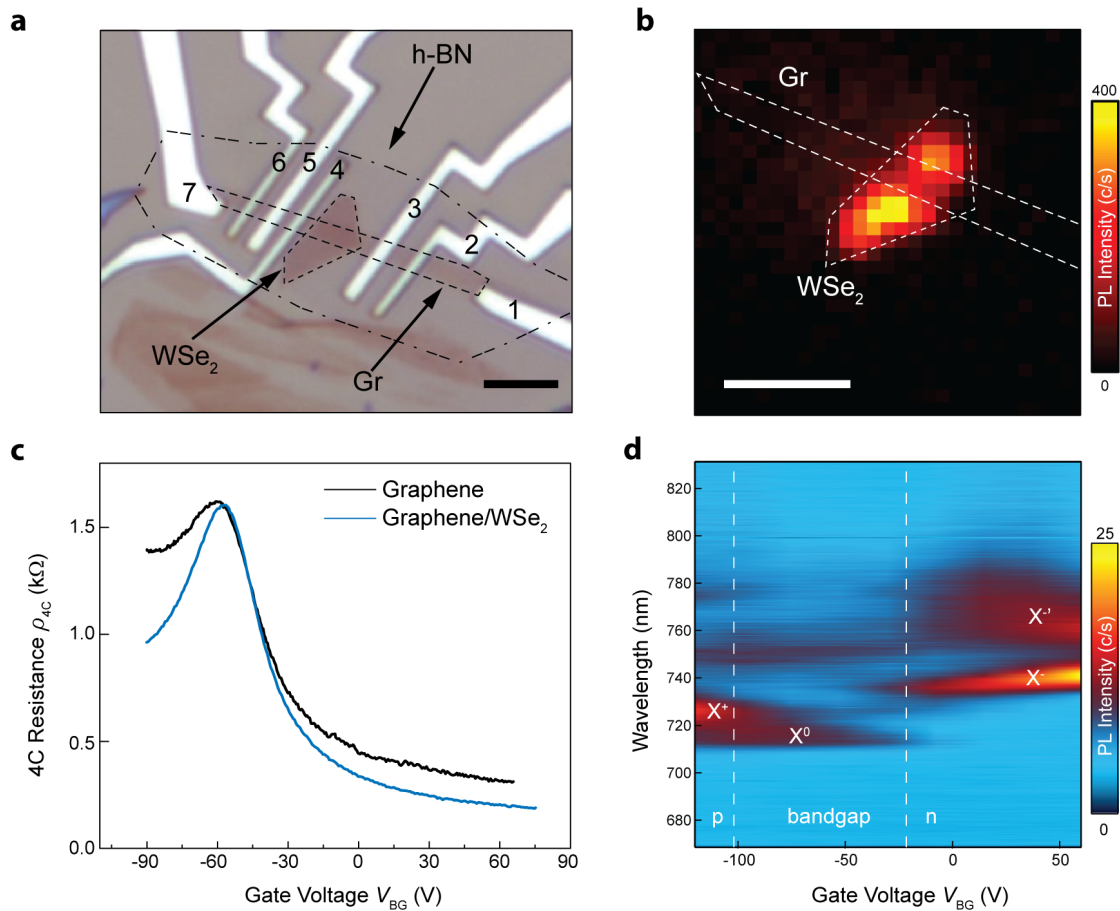 a
h-BN
6
5
4
7
3
2
1
WSe₂
Gr
b
Gr
WSe₂
400
PL Intensity (c/s)
0
c
Graphene
Graphene/WSe₂
4C Resistance ρ4C (kΩ)
1.5
1.0
0.5
0.0
-90 -60 -30 0 30 60 90
Gate Voltage VBG (V)
d
Wavelength (nm)
820
800
780
760
740
720
700
680
X⁻'
X⁻
X⁺
X⁰
p bandgap n
-100 -50 0 50
Gate Voltage VBG (V)
25
PL Intensity (c/s)
0